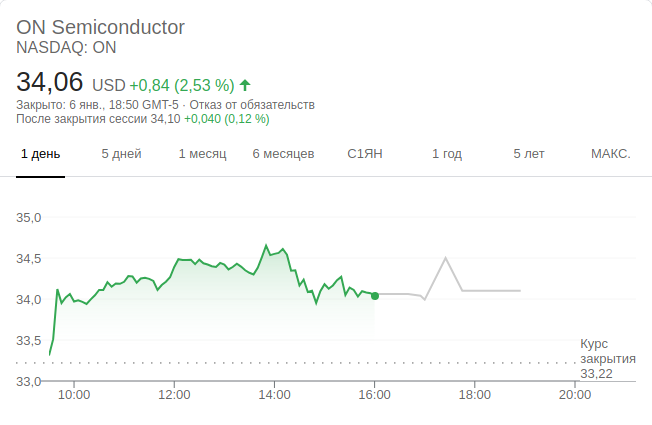 ON Semiconductor
NASDAQ: ON
34,06 USD +0,84 (2,53 %)
Закрыто: 6 янв., 18:50 GMT-5 · Отказ от обязательств
После закрытия сессии 34,10 +0,040 (0,12 %)
1 день 5 дней 1 месяц 6 месяцев С1ЯН 1 год 5 лет МАКС.
35,0
34,5
34,0
33,5
33,0
Курс
закрытия
33,22
10:00 12:00 14:00 16:00 18:00 20:00